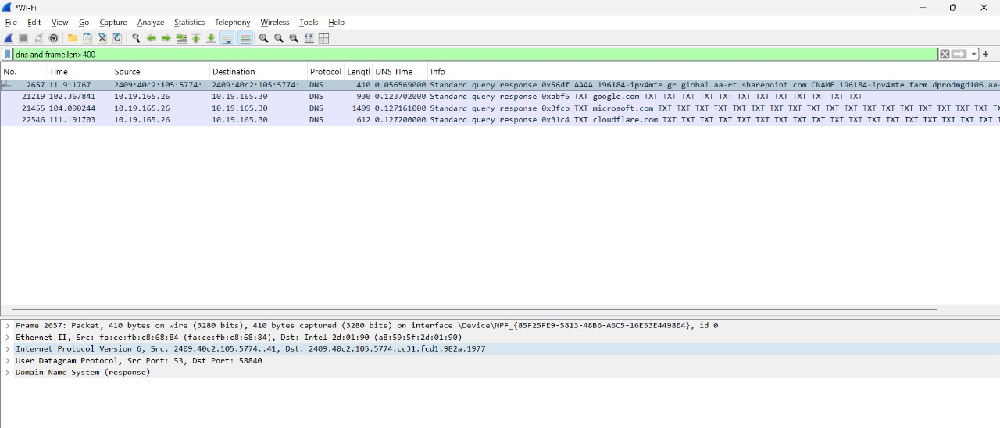 *Wi-Fi
File Edit View Go Capture Analyze Statistics Telephony Wireless Tools Help
dns and frame.len>400
No. Time Source Destination Protocol Lengtl DNS TIme Info
2657 11.911767 2409:40c2:105:5774:… 2409:40c2:105:5774:… DNS 410 0.056569000 Standard query response 0x56df AAAA 196184-ipv4mte.gr.global.aa-rt.sharepoint.com CNAME 196184-ipv4mte.farm.dprodmgd106.aa-
21219 102.367841 10.19.165.26 10.19.165.30 DNS 930 0.123702000 Standard query response 0xabf6 TXT google.com TXT TXT TXT TXT TXT TXT TXT TXT TXT TXT TXT TXT
21455 104.090244 10.19.165.26 10.19.165.30 DNS 1499 0.127161000 Standard query response 0x3fcb TXT microsoft.com TXT TXT TXT TXT TXT TXT TXT TXT TXT TXT TXT TXT TXT TXT TXT TXT TXT TXT
22546 111.191703 10.19.165.26 10.19.165.30 DNS 612 0.127200000 Standard query response 0x31c4 TXT cloudflare.com TXT TXT TXT TXT TXT TXT TXT TXT TXT TXT TXT TXT TXT TXT TXT TXT TXT TXT
Frame 2657: Packet, 410 bytes on wire (3280 bits), 410 bytes captured (3280 bits) on interface \Device\NPF_{85F25FE9-5813-48B6-A6C5-16E53E4498E4}, id 0
Ethernet II, Src: fa:ce:fb:c8:68:84 (fa:ce:fb:c8:68:84), Dst: Intel_2d:01:90 (a8:59:5f:2d:01:90)
Internet Protocol Version 6, Src: 2409:40c2:105:5774::41, Dst: 2409:40c2:105:5774:cc31:fcd1:982a:1977
User Datagram Protocol, Src Port: 53, Dst Port: 58840
Domain Name System (response)